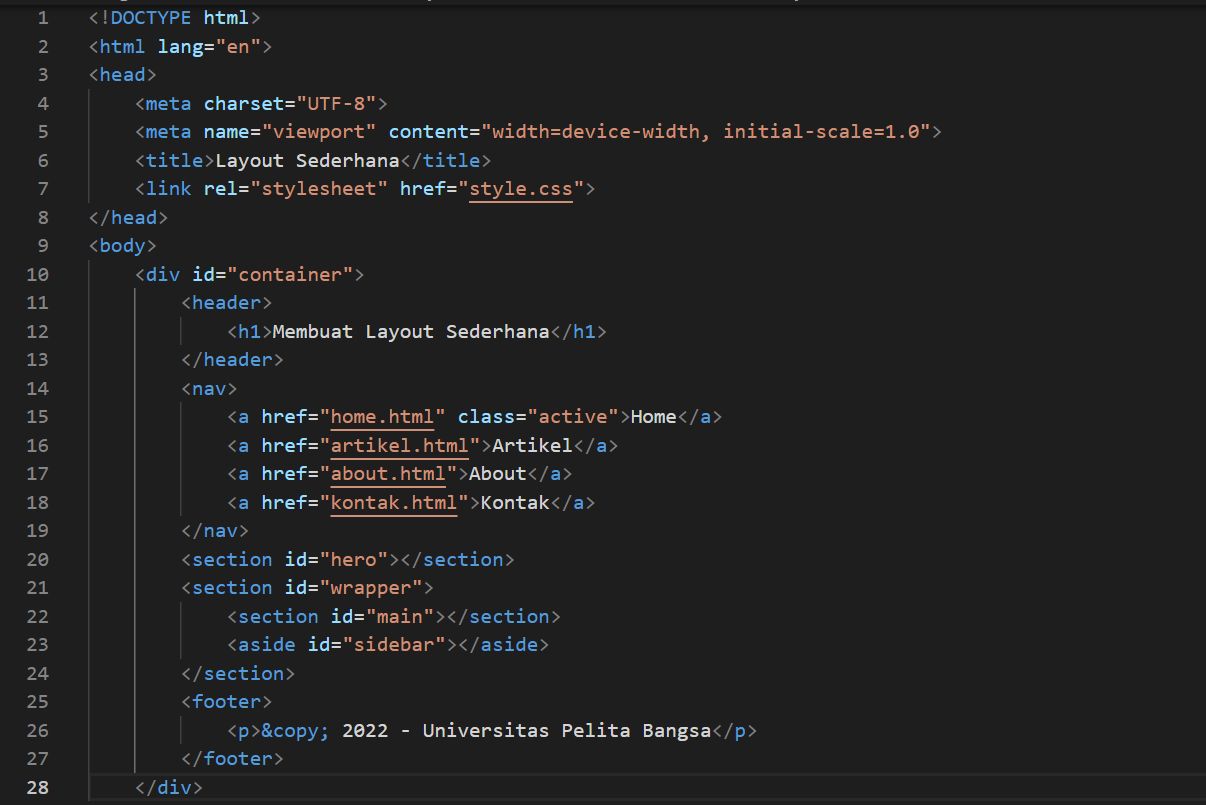 1 <!DOCTYPE html>
2 <html lang="en">
3 <head>
4     <meta charset="UTF-8">
5     <meta name="viewport" content="width=device-width, initial-scale=1.0">
6     <title>Layout Sederhana</title>
7     <link rel="stylesheet" href="style.css">
8 </head>
9 <body>
10     <div id="container">
11         <header>
12             <h1>Membuat Layout Sederhana</h1>
13         </header>
14         <nav>
15             <a href="home.html" class="active">Home</a>
16             <a href="artikel.html">Artikel</a>
17             <a href="about.html">About</a>
18             <a href="kontak.html">Kontak</a>
19         </nav>
20         <section id="hero"></section>
21         <section id="wrapper">
22             <section id="main"></section>
23             <aside id="sidebar"></aside>
24         </section>
25         <footer>
26             <p>&copy; 2022 - Universitas Pelita Bangsa</p>
27         </footer>
28     </div>